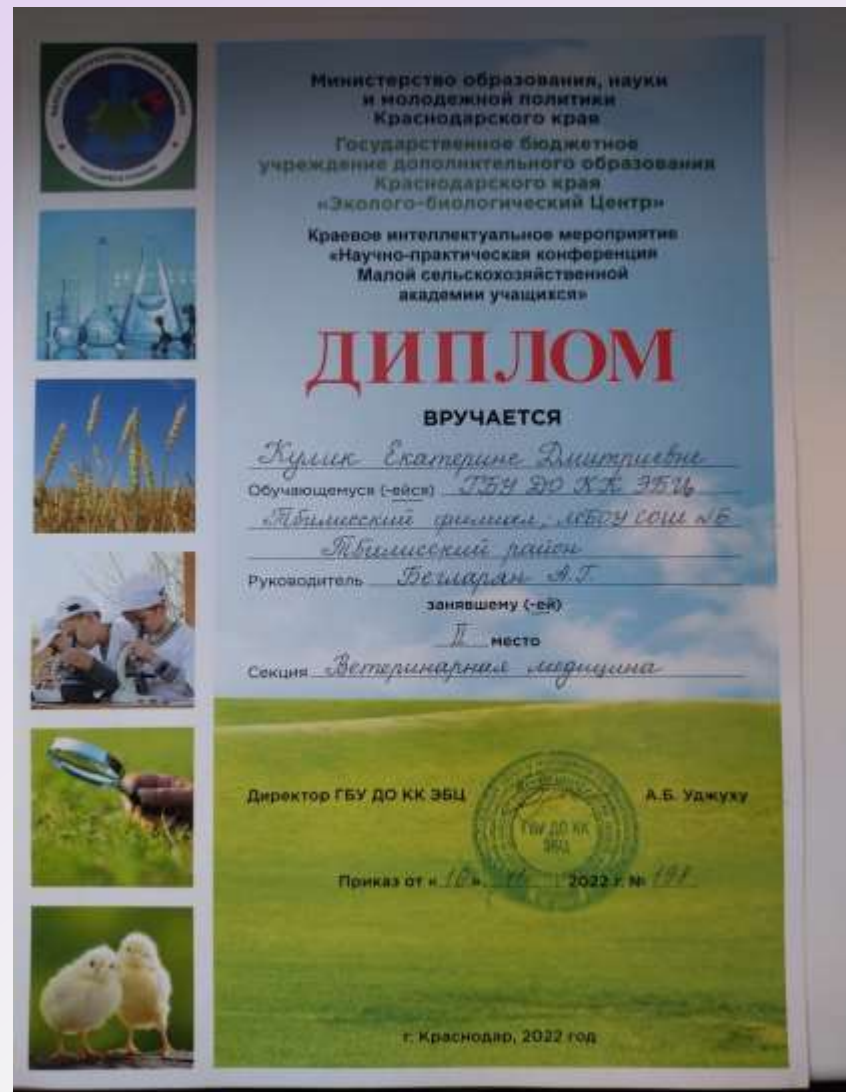 Министерство образования, науки
и молодежной политики
Краснодарского края
Государственное бюджетное
учреждение дополнительного образования
Краснодарского края
«Эколого-биологический Центр»
Краевое интеллектуальное мероприятие
«Научно-практическая конференция
Малой сельскохозяйственной
академии учащихся»
ДИПЛОМ
ВРУЧАЕТСЯ
Кулик Екатерине Дмитриевне
Обучающемуся (-ейся) ГБУ ДО КК ЭБЦ
Тбилисский филиал, МБОУ СОШ №6
Тбилисский район
Руководитель Бегларян А.Г.
занявшему (-ей)
II место
Секция Ветеринарная медицина
Директор ГБУ ДО КК ЭБЦ А.Б. Уджуху
ГБУ ДО КК
ЭБЦ
Приказ от «10» 11 2022 г. №
г. Краснодар, 2022 год